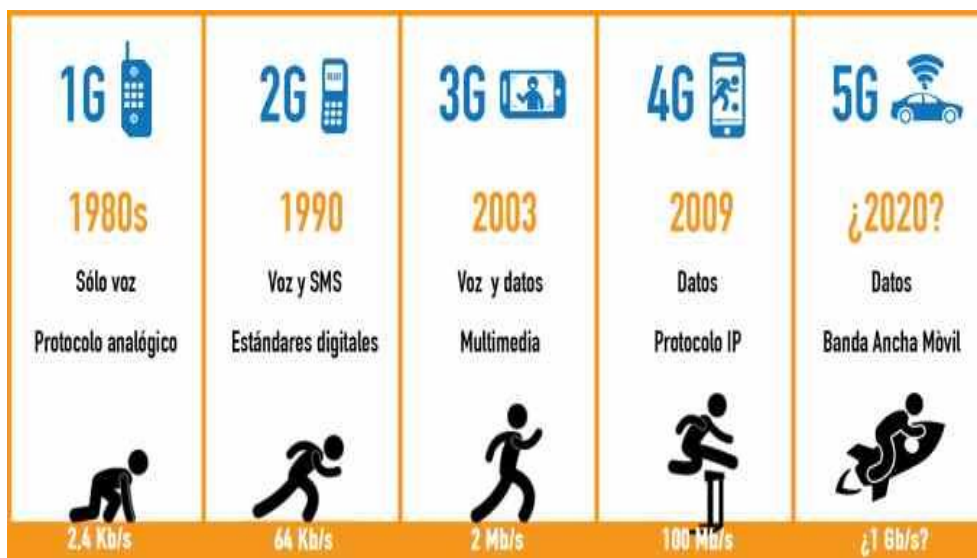 1G
1980s
Sólo voz
Protocolo analógico
2,4 Kb/s
2G
1990
Voz y SMS
Estándares digitales
64 Kb/s
3G
2003
Voz y datos
Multimedia
2 Mb/s
4G
2009
Datos
Protocolo IP
100 Mb/s
5G
¿2020?
Datos
Banda Ancha Mòvil
¿1 Gb/s?